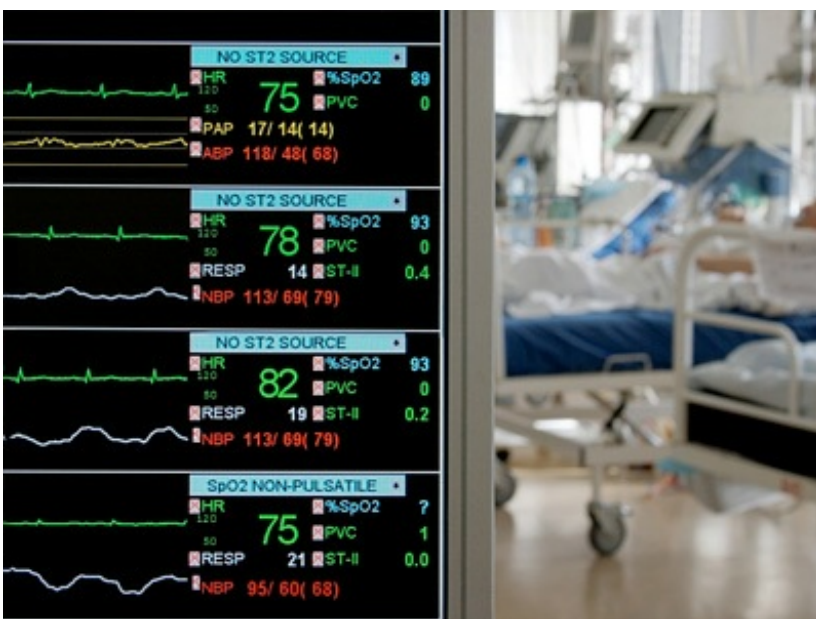 NO ST2 SOURCE
HR %SpO2 89
120
75 PVC 0
50
PAP 17/ 14( 14)
ABP 118/ 48( 68)
NO ST2 SOURCE
HR %SpO2 93
120
78 PVC 0
50
RESP 14 ST-II 0.4
NBP 113/ 69( 79)
NO ST2 SOURCE
HR %SpO2 93
120
82 PVC 0
50
RESP 19 ST-II 0.2
NBP 113/ 69( 79)
SpO2 NON-PULSATILE
HR %SpO2 ?
120
75 PVC 1
50
RESP 21 ST-II 0.0
NBP 95/ 60( 68)